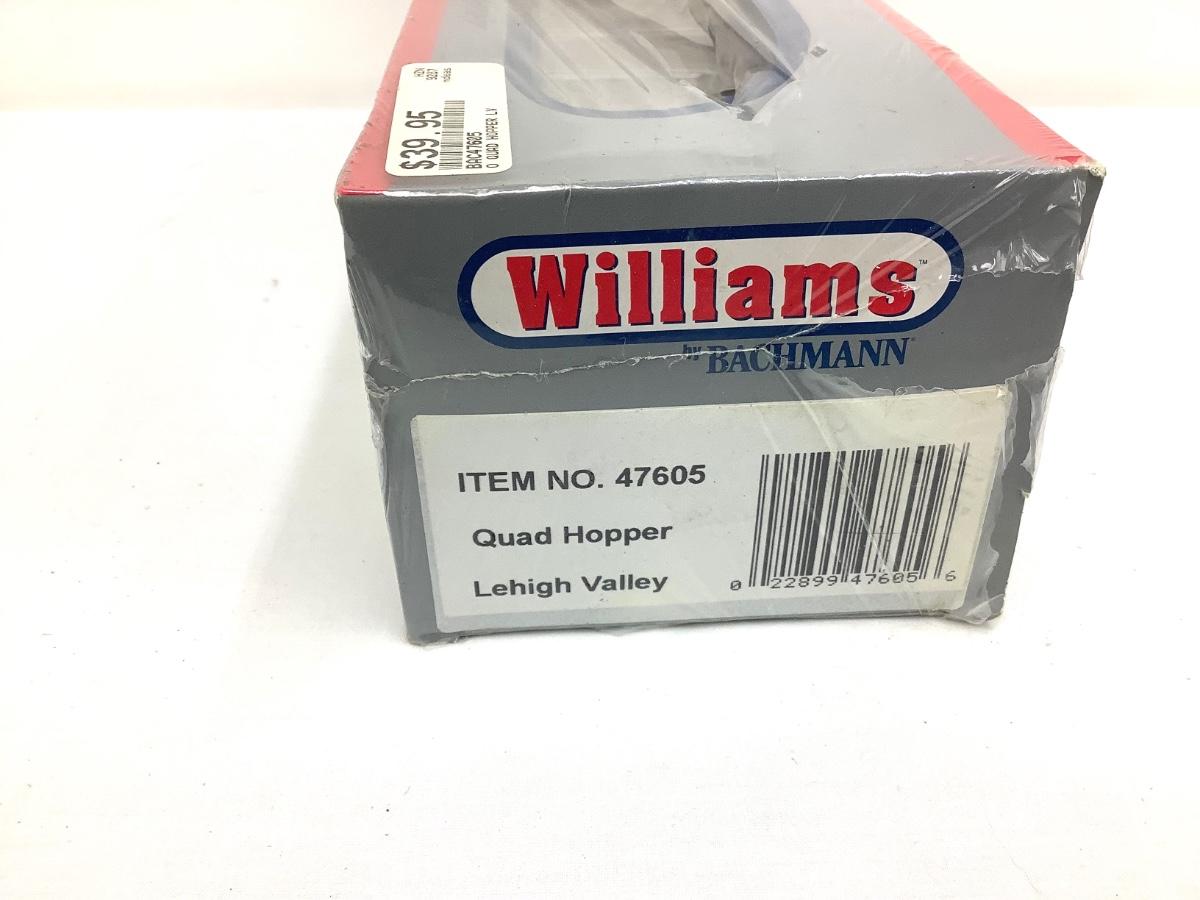 $39.95
BAC47605
O QUAD HOPPER LV
Williams™
by BACHMANN
ITEM NO. 47605
Quad Hopper
Lehigh Valley
0 22899 47605 6